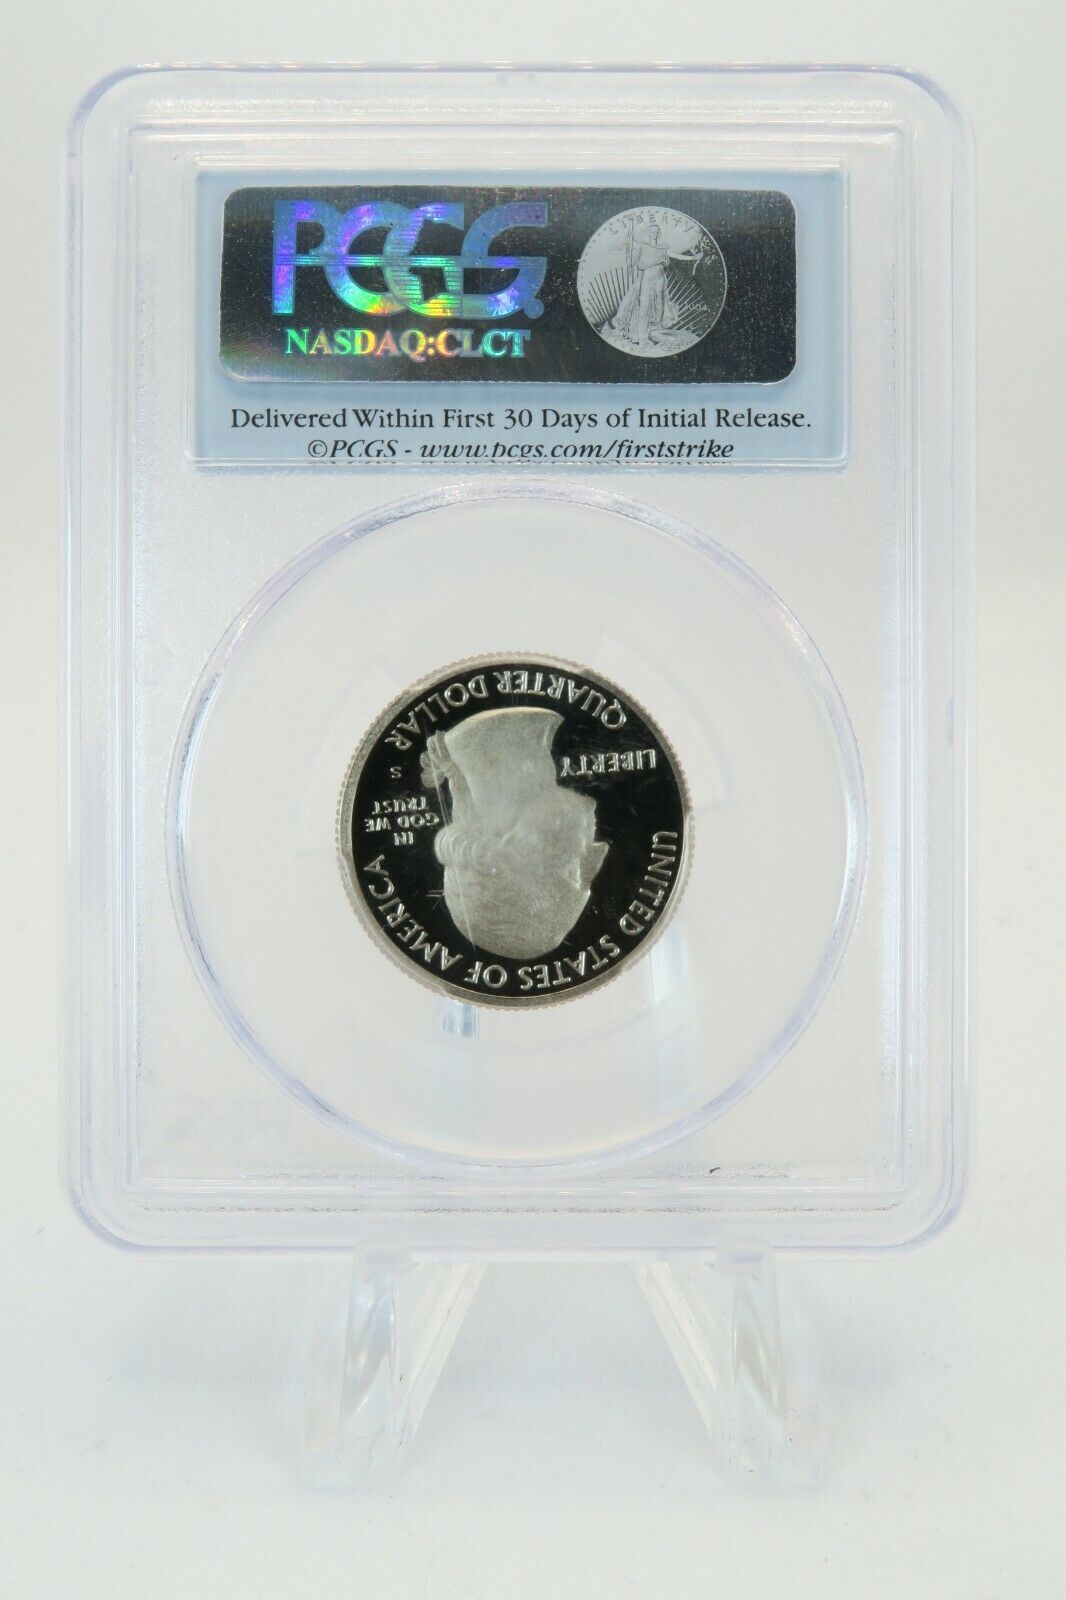 PCGS
NASDAQ:CLCT
LIBERTY
2004
Delivered Within First 30 Days of Initial Release.
©PCGS - www.pcgs.com/firststrike
UNITED STATES OF AMERICA
LIBERTY
IN
GOD WE
TRUST
S
QUARTER DOLLAR